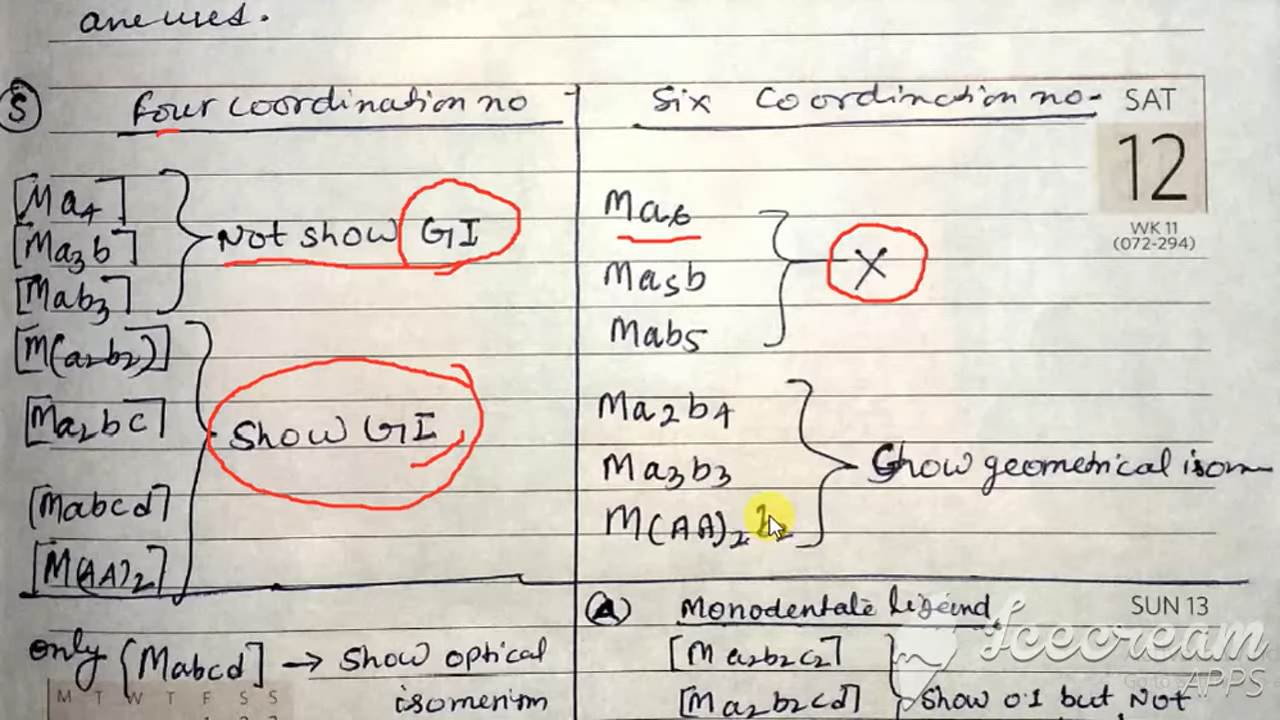 are used.
(5) Four coordination no
[Ma4]
[Ma3b]
[Mab3]
Not show GI
[M(a2b2)]
[Ma2bc]
[Mabcd]
[M(AA)2]
Show GI
only [Mabcd] → show optical
isomerism
M T W T F S S
Six Coordination no.
SAT
12
WK 11
(072-294)
Ma6
Ma5b
Mab5
X
Ma2b4
Ma3b3
M(AA)2b2
Show geometrical isom
(A) Monodentate ligand
SUN 13
[Ma2b2c2]
[Ma2b2cd]
Show O.I but Not
Icecream
APPS